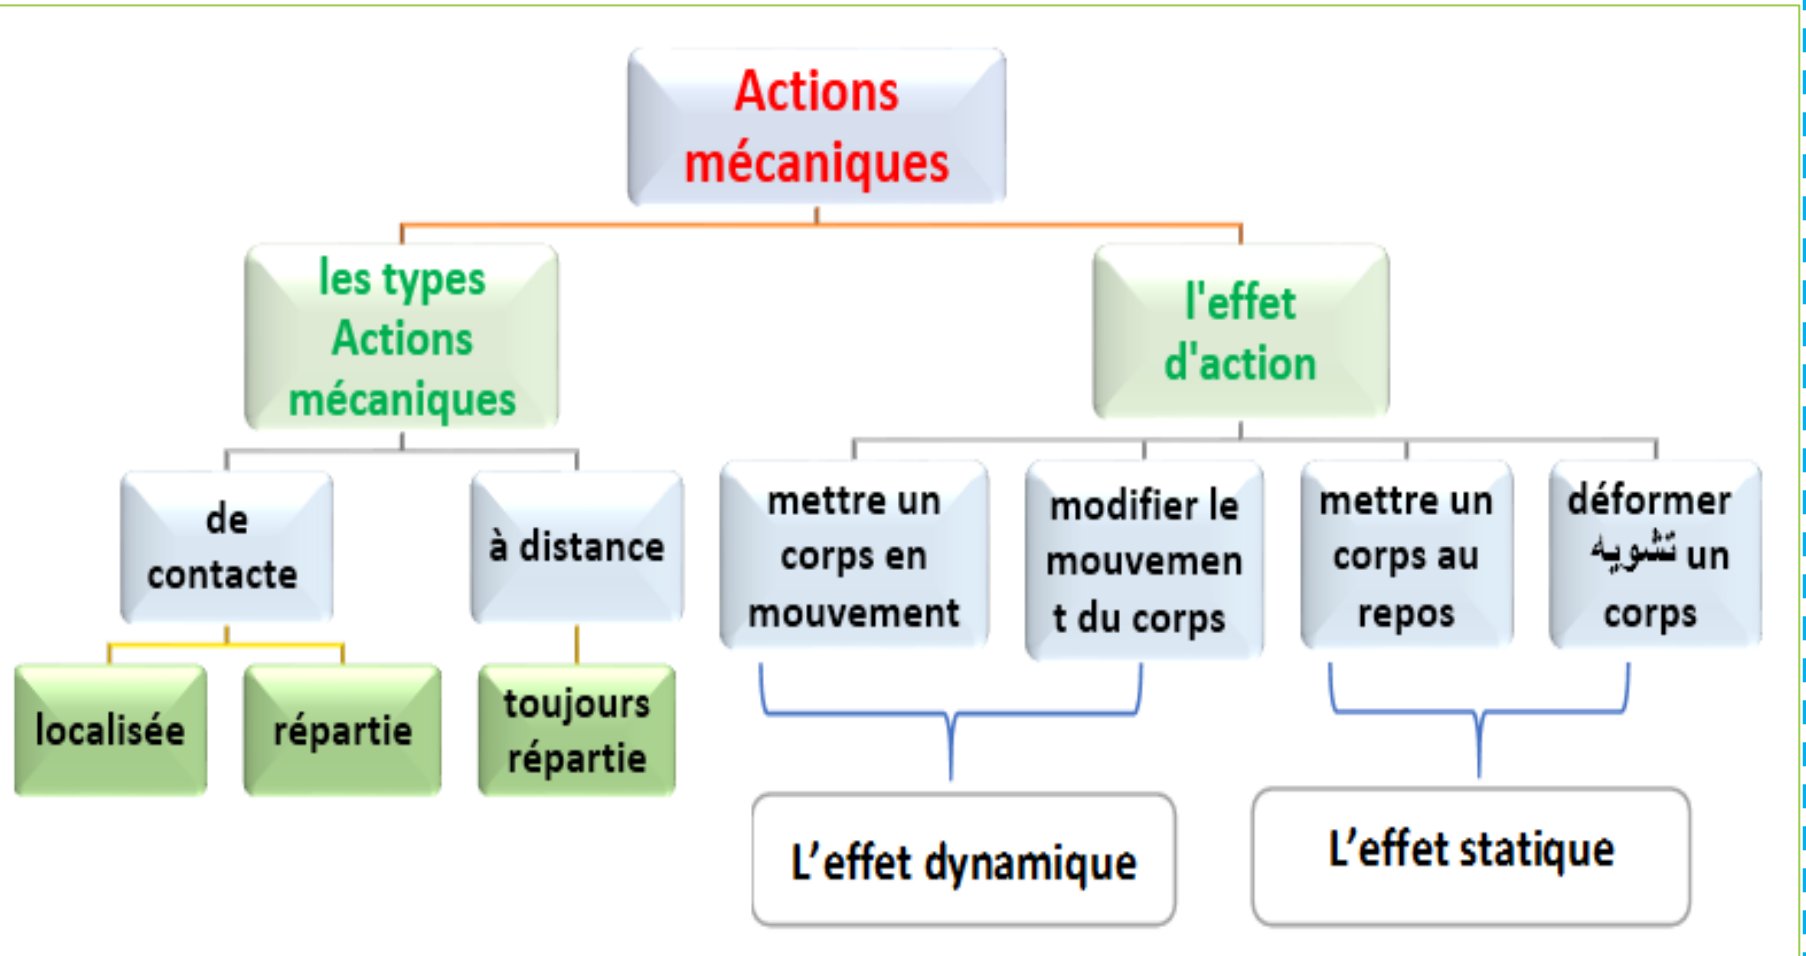 Actions
mécaniques
les types
Actions
mécaniques
l'effet
d'action
de
contacte
à distance
mettre un
corps en
mouvement
modifier le
mouvemen
t du corps
mettre un
corps au
repos
déformer
تشويه un
corps
localisée
répartie
toujours
répartie
L’effet dynamique
L’effet statique